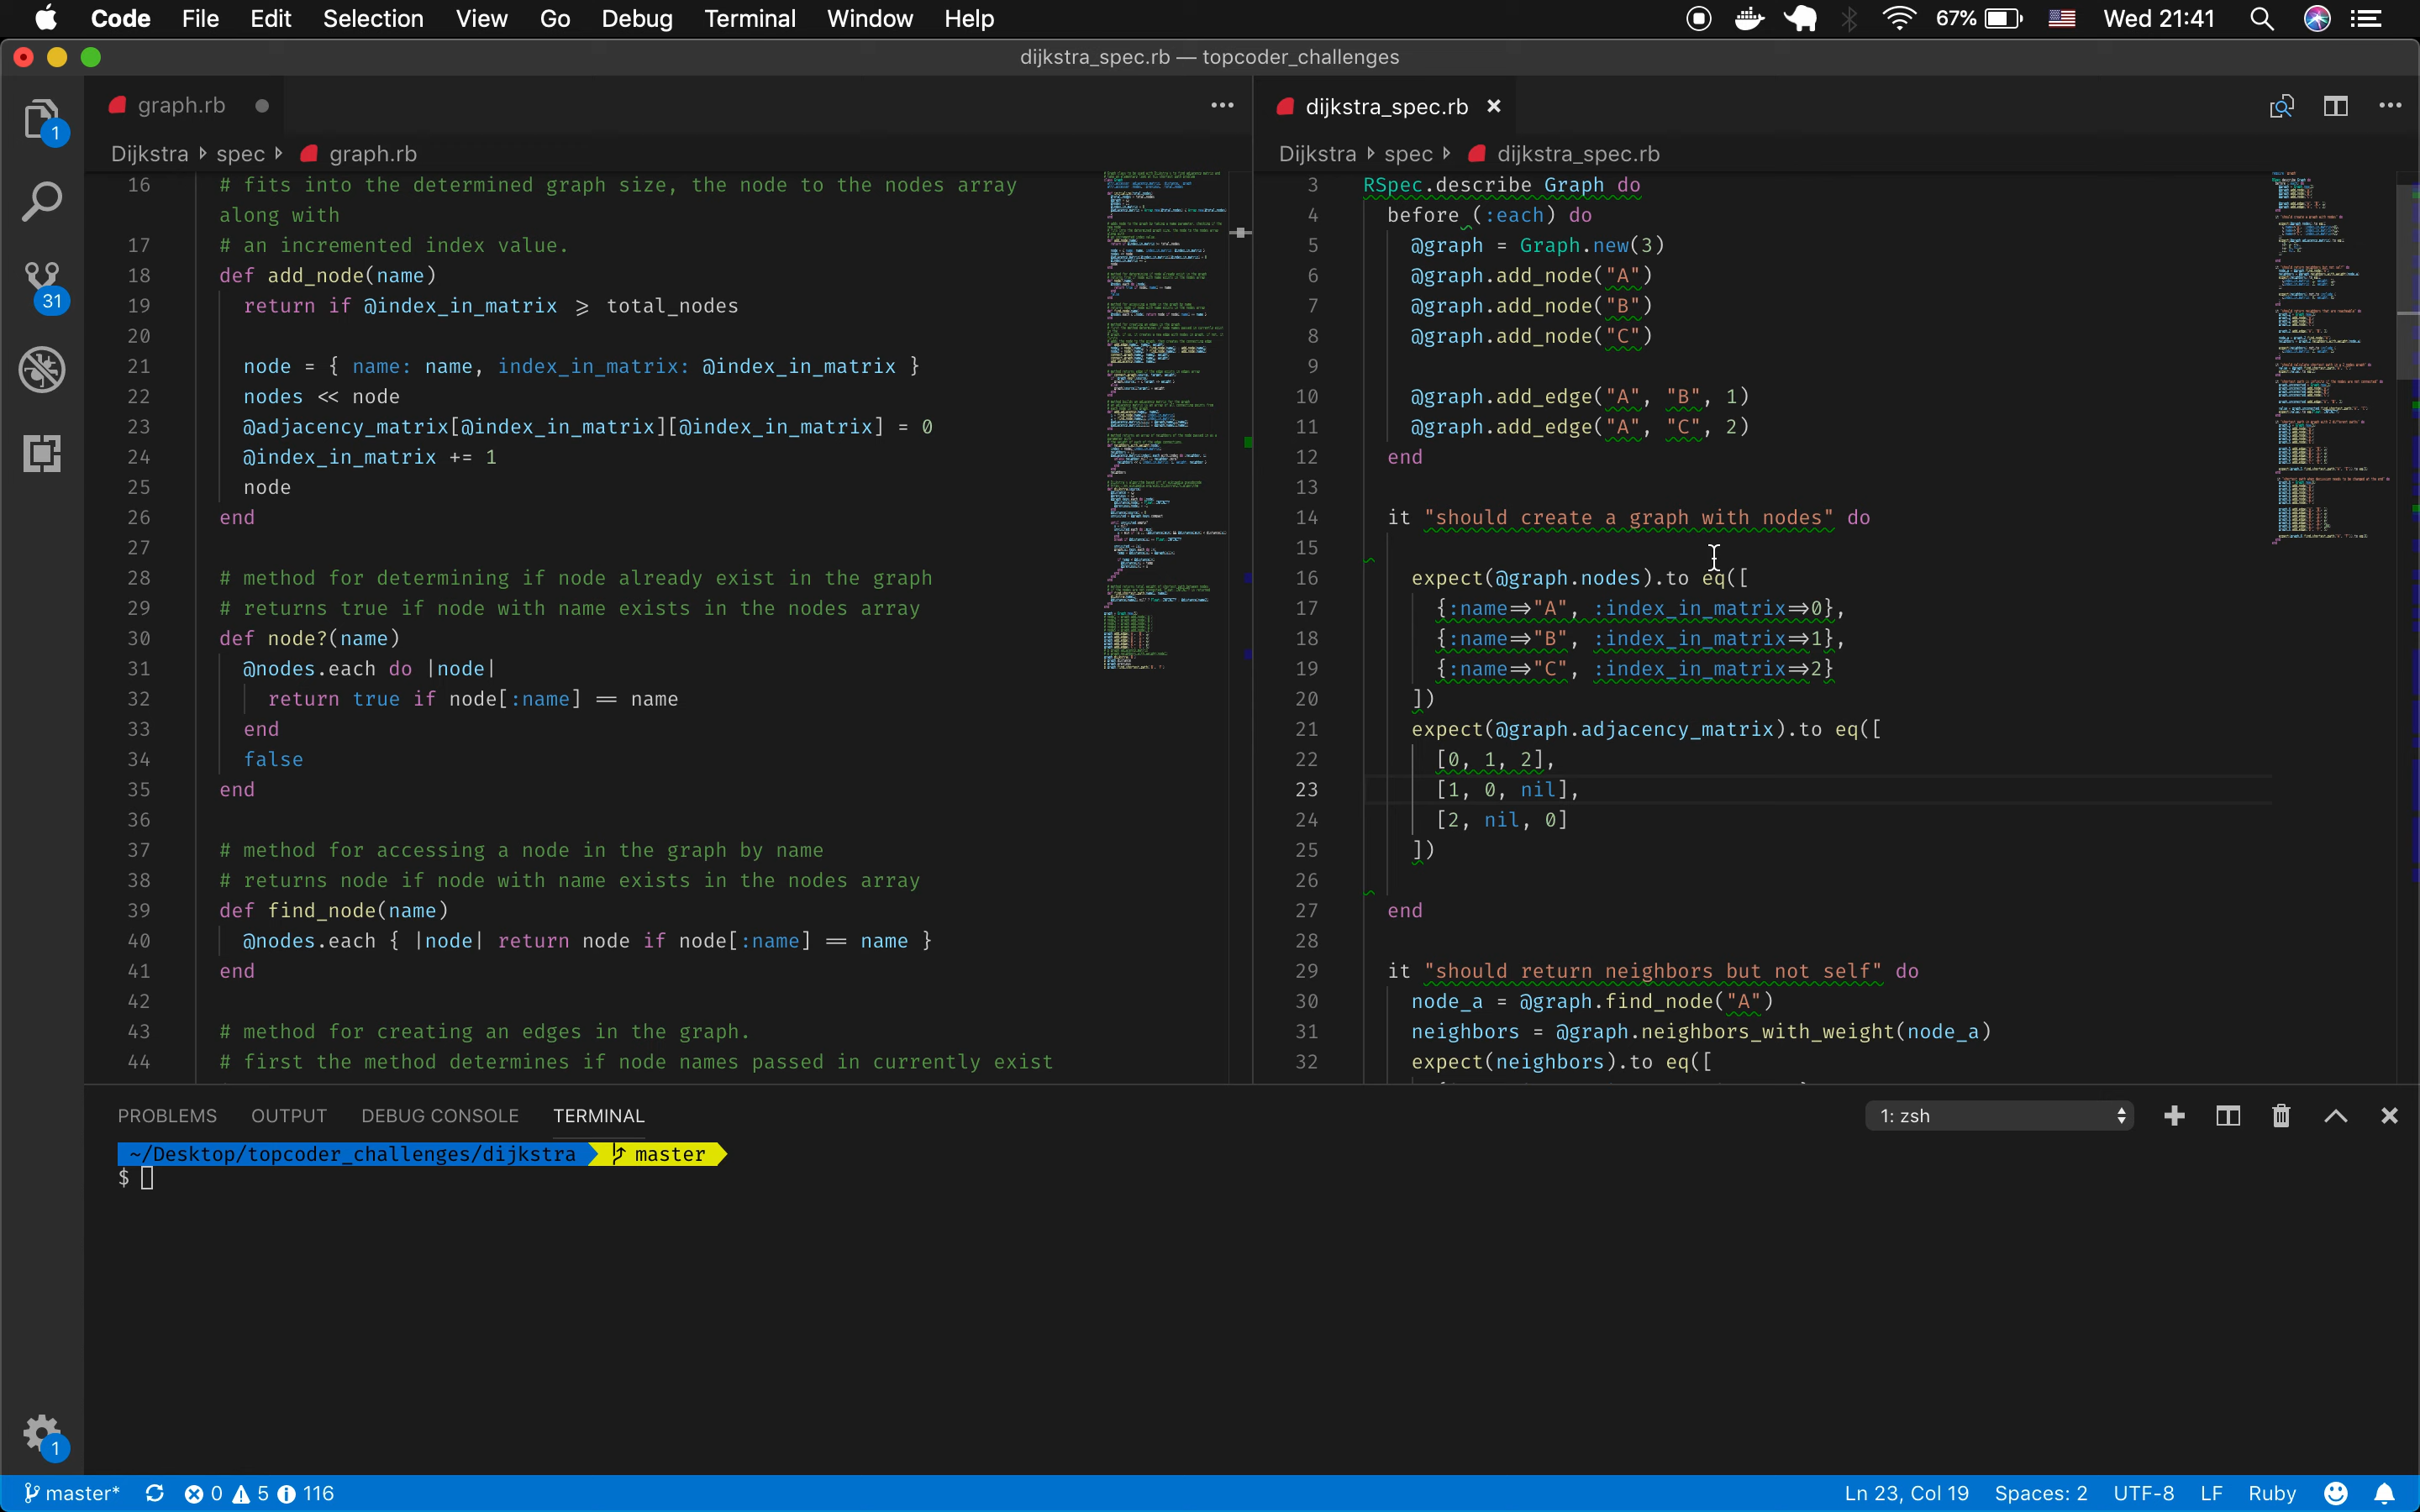 Code File Edit Selection View Go Debug Terminal Window Help 67% Wed 21:41
dijkstra_spec.rb — topcoder_challenges
graph.rb
Dijkstra spec graph.rb
16 # fits into the determined graph size, the node to the nodes array
along with
17 # an incremented index value.
18 def add_node(name)
19 return if @index_in_matrix >= total_nodes
20
21 node = { name: name, index_in_matrix: @index_in_matrix }
22 nodes << node
23 @adjacency_matrix[@index_in_matrix][@index_in_matrix] = 0
24 @index_in_matrix += 1
25 node
26 end
27
28 # method for determining if node already exist in the graph
29 # returns true if node with name exists in the nodes array
30 def node?(name)
31 @nodes.each do |node|
32 return true if node[:name] == name
33 end
34 false
35 end
36
37 # method for accessing a node in the graph by name
38 # returns node if node with name exists in the nodes array
39 def find_node(name)
40 @nodes.each { |node| return node if node[:name] == name }
41 end
42
43 # method for creating an edges in the graph.
44 # first the method determines if node names passed in currently exist
dijkstra_spec.rb
Dijkstra spec dijkstra_spec.rb
3 RSpec.describe Graph do
4 before (:each) do
5 @graph = Graph.new(3)
6 @graph.add_node("A")
7 @graph.add_node("B")
8 @graph.add_node("C")
9
10 @graph.add_edge("A", "B", 1)
11 @graph.add_edge("A", "C", 2)
12 end
13
14 it "should create a graph with nodes" do
15
16 expect(@graph.nodes).to eq([
17 {:name=>"A", :index_in_matrix=>0},
18 {:name=>"B", :index_in_matrix=>1},
19 {:name=>"C", :index_in_matrix=>2}
20 ])
21 expect(@graph.adjacency_matrix).to eq([
22 [0, 1, 2],
23 [1, 0, nil],
24 [2, nil, 0]
25 ])
26
27 end
28
29 it "should return neighbors but not self" do
30 node_a = @graph.find_node("A")
31 neighbors = @graph.neighbors_with_weight(node_a)
32 expect(neighbors).to eq([
1
31
1
PROBLEMS OUTPUT DEBUG CONSOLE TERMINAL 1: zsh
~/Desktop/topcoder_challenges/dijkstra master
$
master* 0 5 116 Ln 23, Col 19 Spaces: 2 UTF-8 LF Ruby